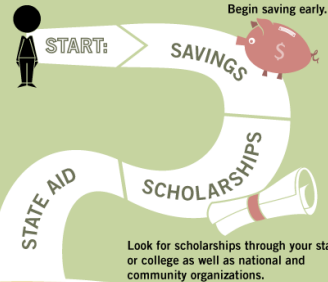 Begin saving early.
START:
SAVINGS
$
SCHOLARSHIPS
STATE AID
Look for scholarships through your
or college as well as national and
community organizations.